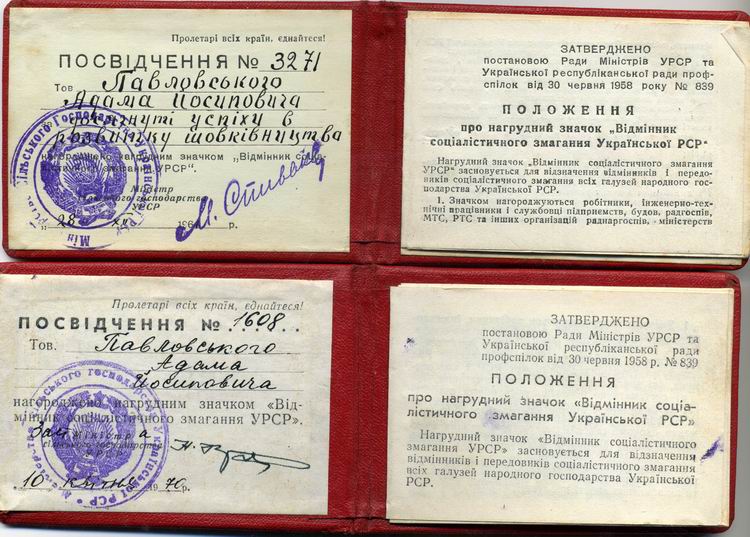 Пролетарі всіх країн, єднайтеся!
ПОСВІДЧЕННЯ № 3271
Тов Павловського
Адама Йосиповича
досягнуті успіхи в
розвитку шовківництва
нагороджено нагрудним значком „Відмінник соціа-
лістичного змагання УРСР“.
Міністр
сільського господарства
УРСР
М. Співак
„28 XII 196 р.
ЗАТВЕРДЖЕНО
постановою Ради Міністрів УРСР та
Української республіканської ради проф-
спілок від 30 червня 1958 року № 839
ПОЛОЖЕННЯ
про нагрудний значок „Відмінник
соціалістичного змагання Української РСР“
Нагрудний значок „Відмінник соціалістичного змагання
УРСР“ засновується для відзначення відмінників і передо-
виків соціалістичного змагання всіх галузей народного гос-
подарства Української РСР.
1. Значком нагороджуються робітники, інженерно-тех-
нічні працівники і службовці підприємств, будов, радгоспів,
МТС, РТС та інших організацій раднаргоспів, міністерств
Пролетарі всіх країн, єднайтеся!
ПОСВІДЧЕННЯ № 1608
Тов. Павловського
Адама
Йосиповича
нагороджено нагрудним значком «Від-
мінник соціалістичного змагання УРСР».
Зам Міністра
сільського господарства
УРСР
10 квітня 1970 р.
ЗАТВЕРДЖЕНО
постановою Ради Міністрів УРСР та
Української республіканської ради
профспілок від 30 червня 1958 р. № 839
ПОЛОЖЕННЯ
про нагрудний значок «Відмінник соціа-
лістичного змагання Української РСР»
Нагрудний значок «Відмінник соціалістичного
змагання УРСР» засновується для відзначення
відмінників і передовиків соціалістичного змагання
всіх галузей народного господарства Української
РСР.